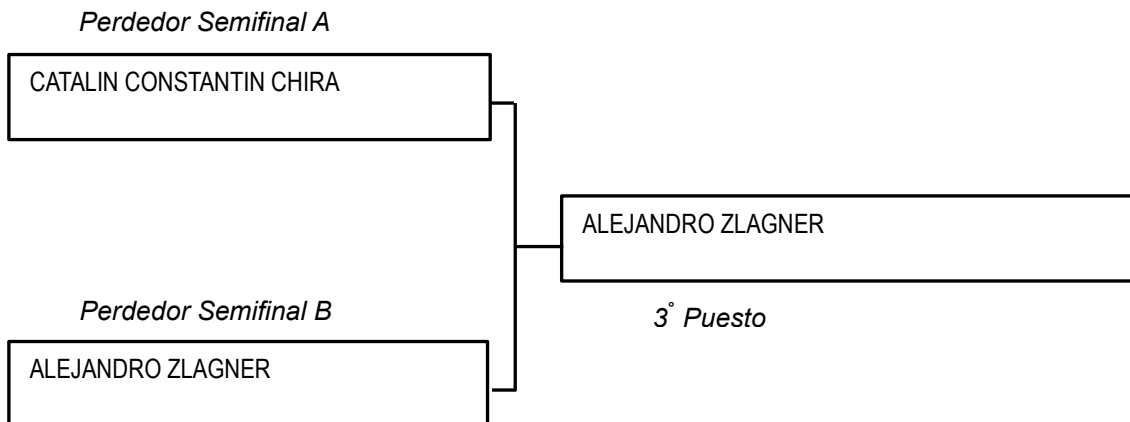 Perdedor Semifinal A
CATALIN CONSTANTIN CHIRA
ALEJANDRO ZLAGNER
Perdedor Semifinal B
3° Puesto
ALEJANDRO ZLAGNER